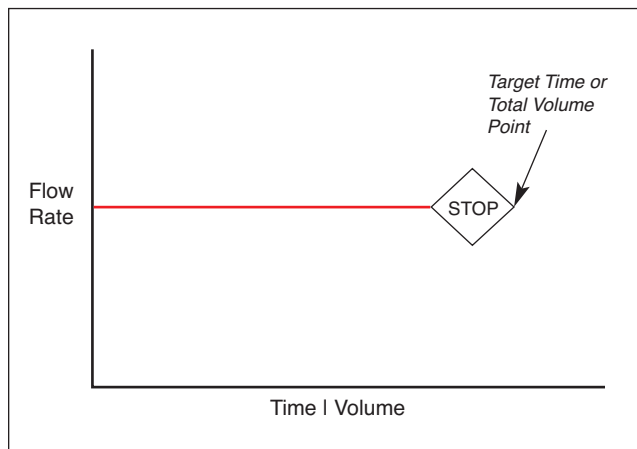 Target Time or
Total Volume
Point
Flow
Rate
STOP
Time | Volume